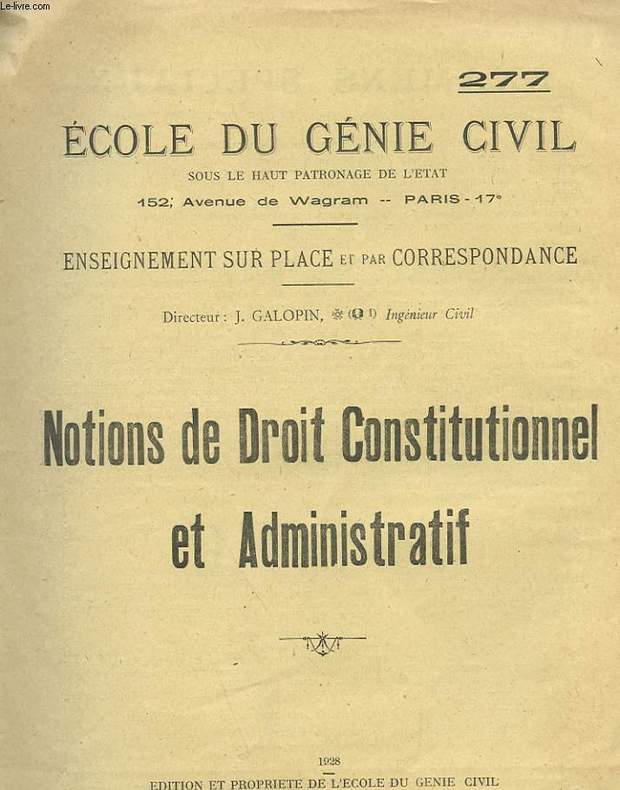 Le-livre.com
277
ÉCOLE DU GÉNIE CIVIL
SOUS LE HAUT PATRONAGE DE L'ETAT
152, Avenue de Wagram -- PARIS - 17e
ENSEIGNEMENT SUR PLACE ET PAR CORRESPONDANCE
Directeur : J. GALOPIN, Ingénieur Civil
Notions de Droit Constitutionnel
et Administratif
1928
EDITION ET PROPRIETE DE L'ECOLE DU GENIE CIVIL